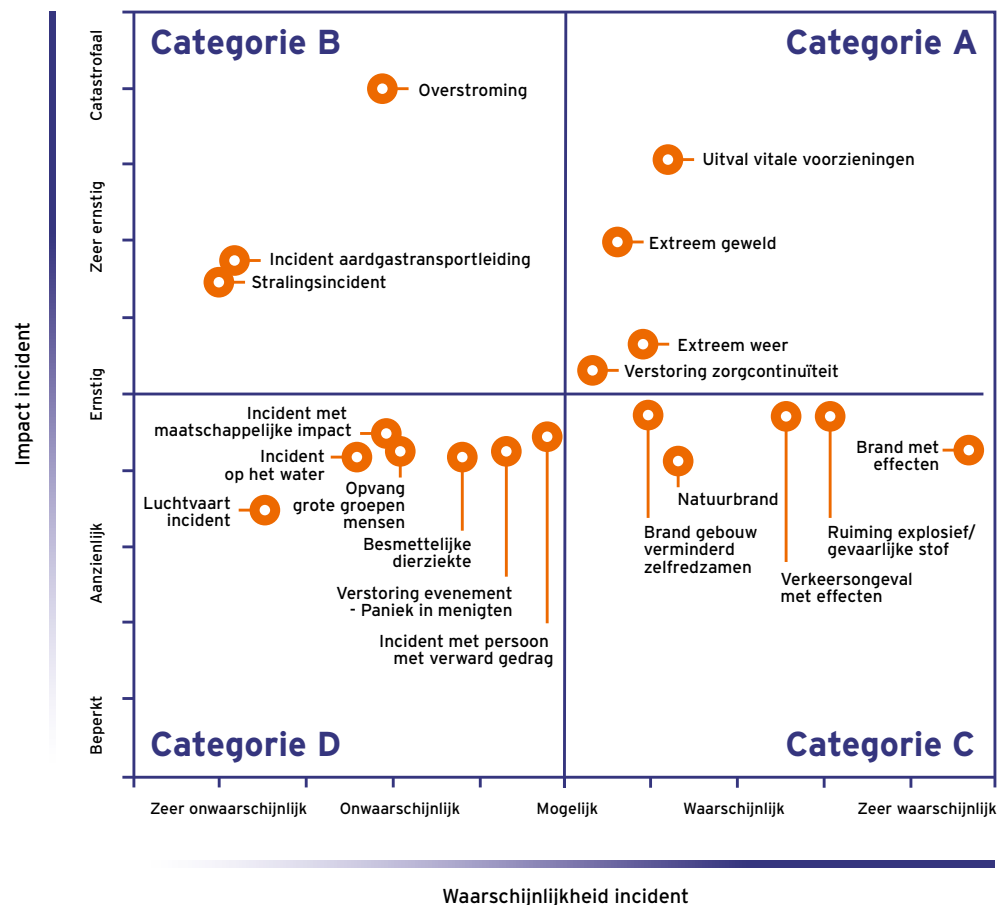 Categorie B
Categorie A
Overstroming
Uitval vitale voorzieningen
Extreem geweld
Incident aardgastransportleiding
Stralingsincident
Extreem weer
Verstoring zorgcontinuïteit
Incident met
maatschappelijke impact
Incident
op het water
Opvang
grote groepen
mensen
Luchtvaart
incident
Besmettelijke
dierziekte
Verstoring evenement
- Paniek in menigten
Incident met persoon
met verward gedrag
Brand met
effecten
Natuurbrand
Brand gebouw
verminderd
zelfredzamen
Ruiming explosief/
gevaarlijke stof
Verkeersongeval
met effecten
Categorie D
Categorie C
Impact incident
Catastrofaal
Zeer ernstig
Ernstig
Aanzienlijk
Beperkt
Zeer onwaarschijnlijk
Onwaarschijnlijk
Mogelijk
Waarschijnlijk
Zeer waarschijnlijk
Waarschijnlijkheid incident